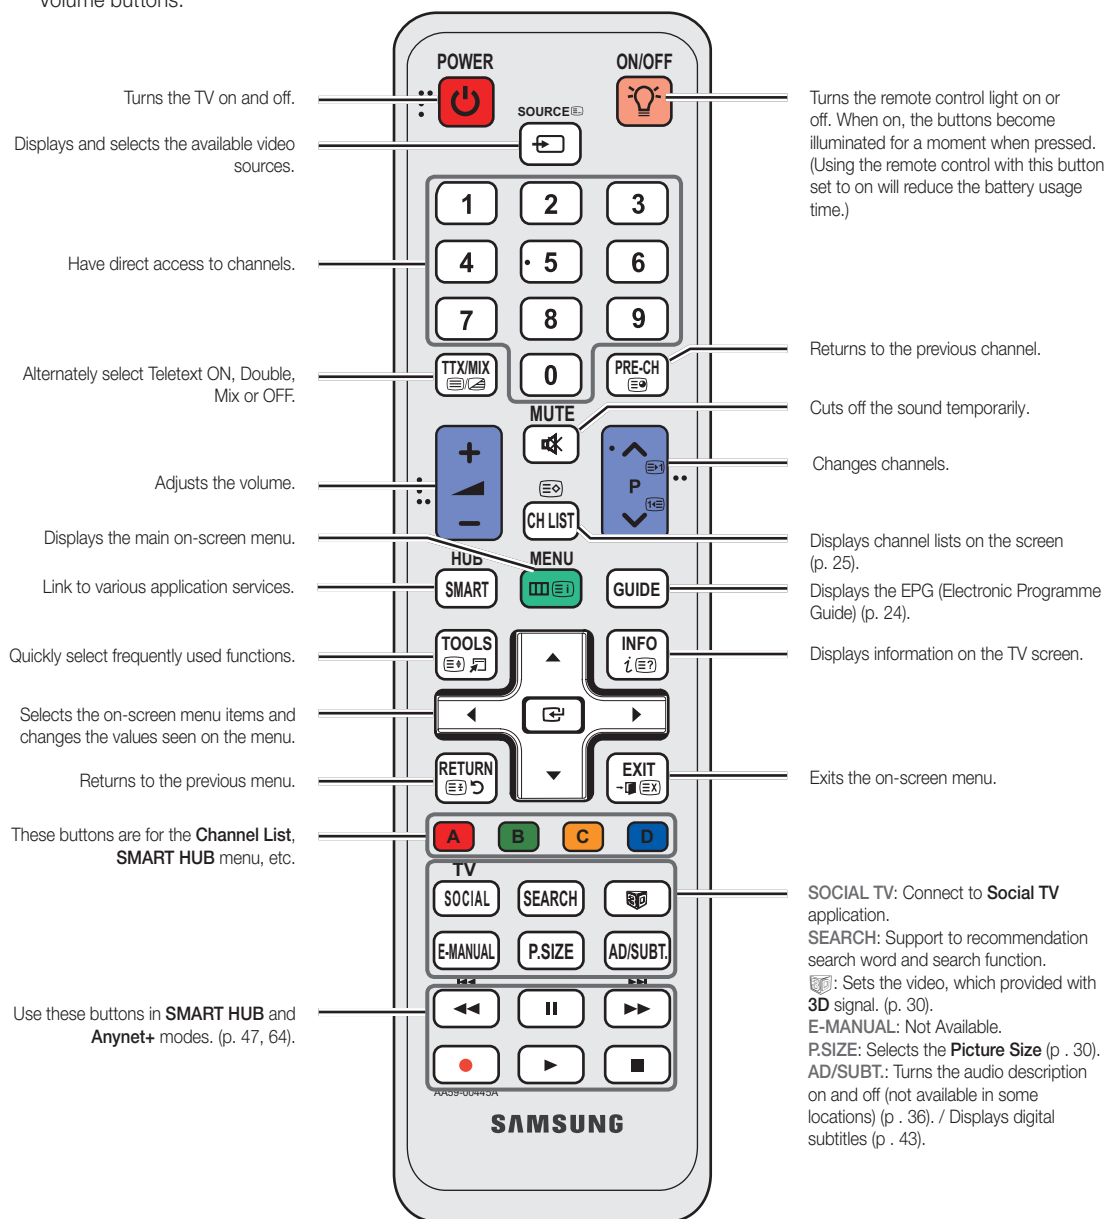 volume buttons.
POWER
ON/OFF
SOURCE
Turns the TV on and off.
Displays and selects the available video
sources.
Turns the remote control light on or
off. When on, the buttons become
illuminated for a moment when pressed.
(Using the remote control with this button
set to on will reduce the battery usage
time.)
1 2 3
Have direct access to channels.
4 5 6
7 8 9
Alternately select Teletext ON, Double,
Mix or OFF.
TTX/MIX
0
PRE-CH
Returns to the previous channel.
MUTE
Cuts off the sound temporarily.
Adjusts the volume.
+
−
P
1
1
Changes channels.
CH LIST
Displays channel lists on the screen
(p. 25).
Displays the main on-screen menu.
HUB
MENU
Link to various application services.
SMART
i
GUIDE
Displays the EPG (Electronic Programme
Guide) (p. 24).
Quickly select frequently used functions.
TOOLS
INFO
i ?
Displays information on the TV screen.
Selects the on-screen menu items and
changes the values seen on the menu.
Returns to the previous menu.
RETURN
EXIT
X
Exits the on-screen menu.
These buttons are for the Channel List,
SMART HUB menu, etc.
A B C D
TV
SOCIAL SEARCH 3D
E-MANUAL P.SIZE AD/SUBT.
SOCIAL TV: Connect to Social TV
application.
SEARCH: Support to recommendation
search word and search function.
3D: Sets the video, which provided with
3D signal. (p. 30).
E-MANUAL: Not Available.
P.SIZE: Selects the Picture Size (p . 30).
AD/SUBT.: Turns the audio description
on and off (not available in some
locations) (p . 36). / Displays digital
subtitles (p . 43).
Use these buttons in SMART HUB and
Anynet+ modes. (p. 47, 64).
AA59-00445A
SAMSUNG